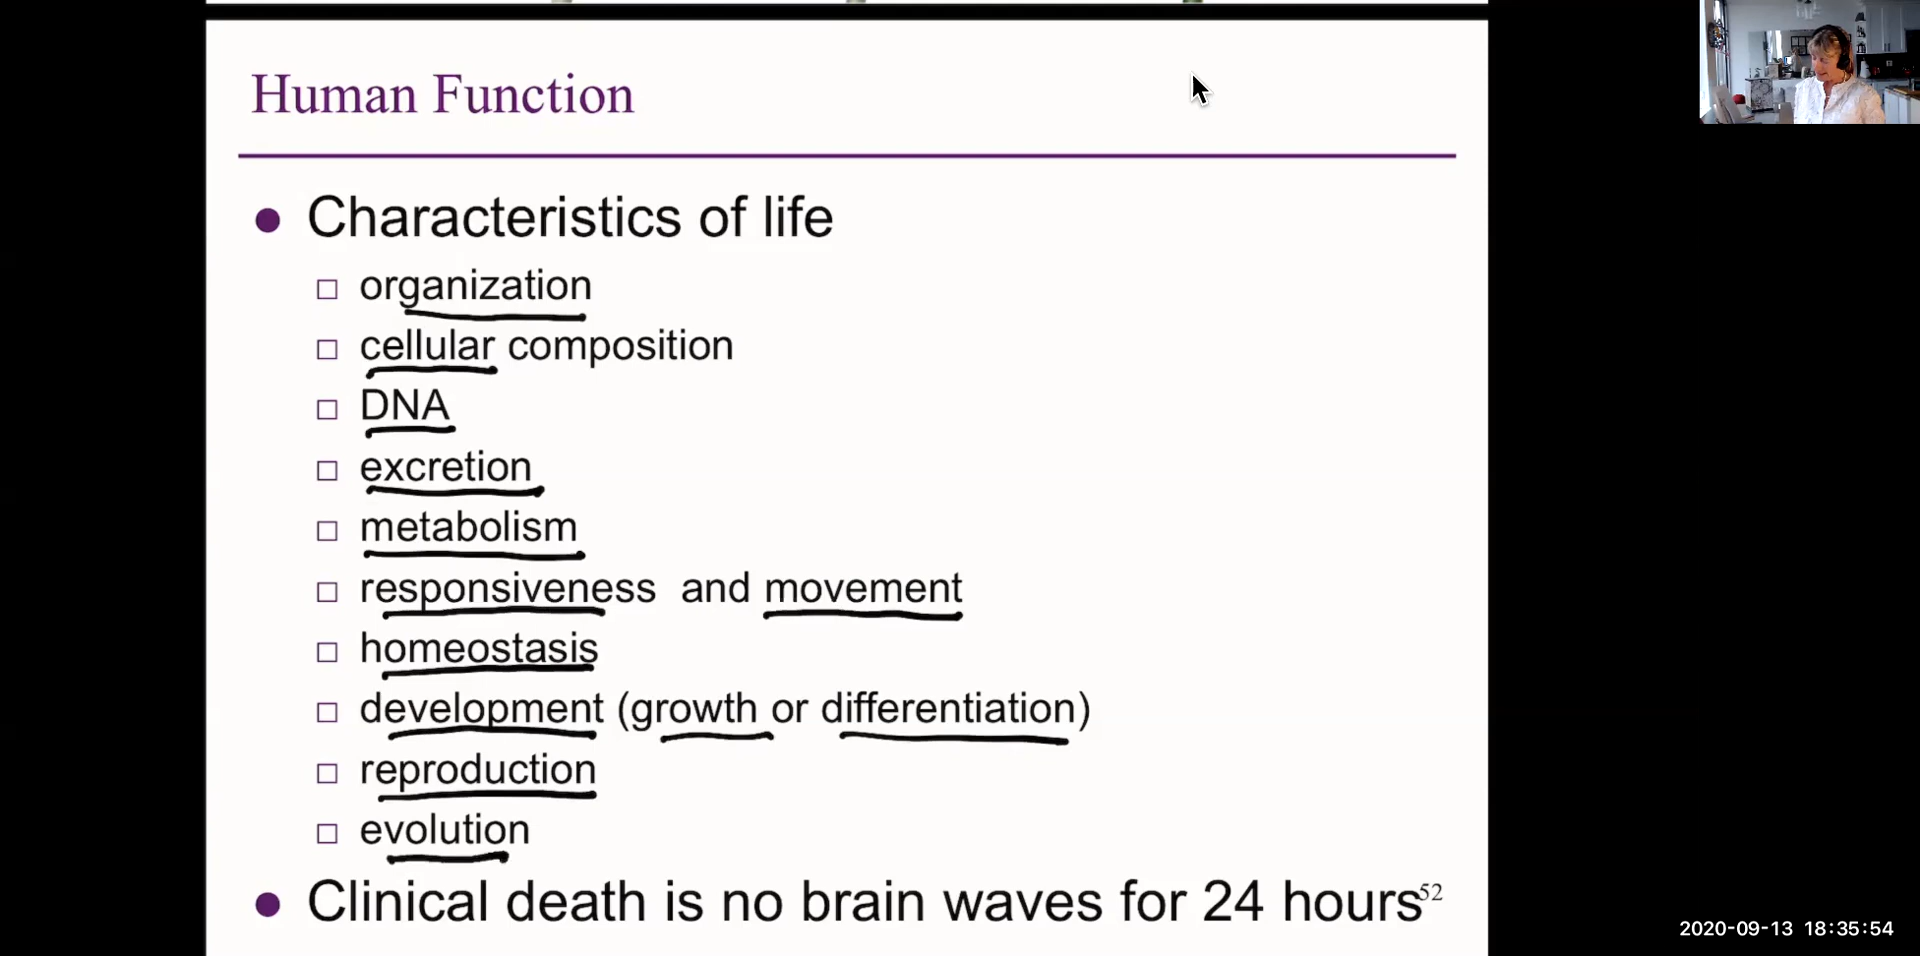 Human Function
● Characteristics of life
□ organization
□ cellular composition
□ DNA
□ excretion
□ metabolism
□ responsiveness and movement
□ homeostasis
□ development (growth or differentiation)
□ reproduction
□ evolution
● Clinical death is no brain waves for 24 hours
52
2020-09-13 18:35:54